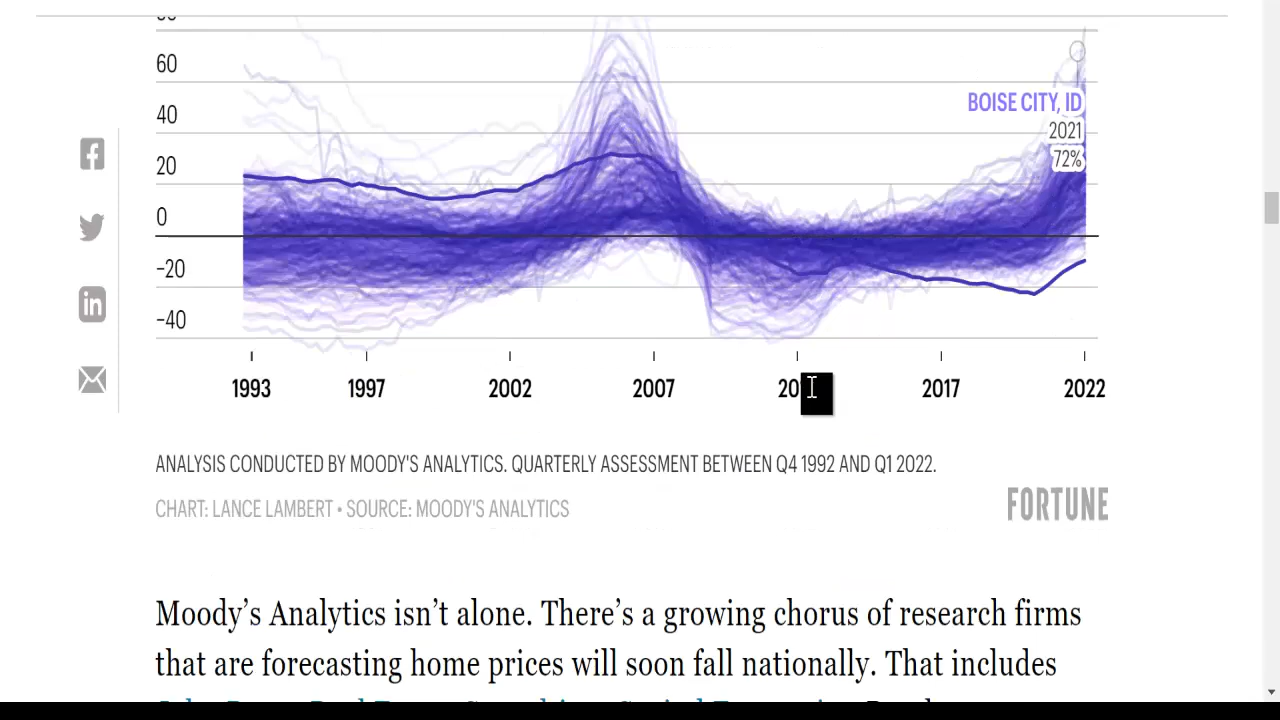 60
40
20
0
-20
-40
BOISE CITY, ID
2021
72%
1993 1997 2002 2007 2017 2022
ANALYSIS CONDUCTED BY MOODY'S ANALYTICS. QUARTERLY ASSESSMENT BETWEEN Q4 1992 AND Q1 2022.
CHART: LANCE LAMBERT • SOURCE: MOODY'S ANALYTICS
FORTUNE
Moody’s Analytics isn’t alone. There’s a growing chorus of research firms
that are forecasting home prices will soon fall nationally. That includes